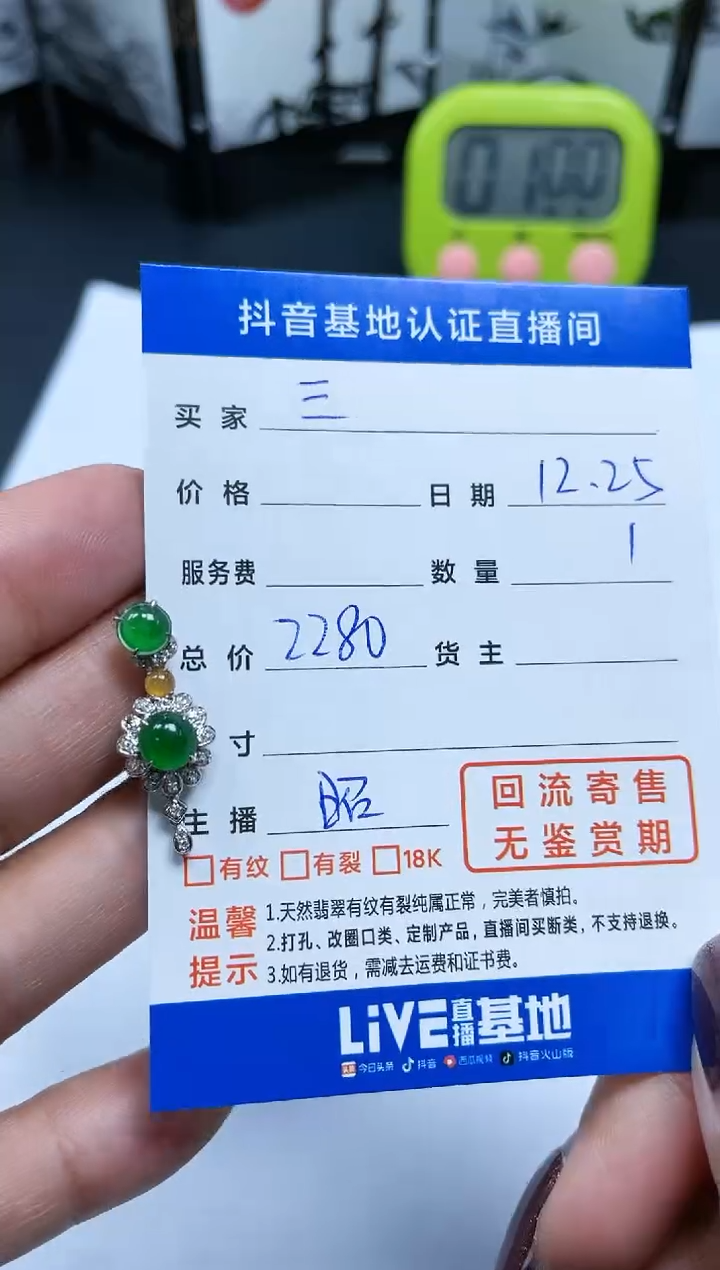 01:00
抖音基地认证直播间
买家 三
价格 日期 12.25
服务费 数量 1
总价 2280 货主
寸
主播 昭
回流寄售
无鉴赏期
有纹 有裂 18K
温馨提示
1.天然翡翠有纹有裂纯属正常，完美者慎拍。
2.打孔、改圈口类、定制产品，直播间买断类，不支持退换。
3.如有退货，需减去运费和证书费。
LiVE直播基地
头条 今日头条 抖音 西瓜视频 抖音火山版